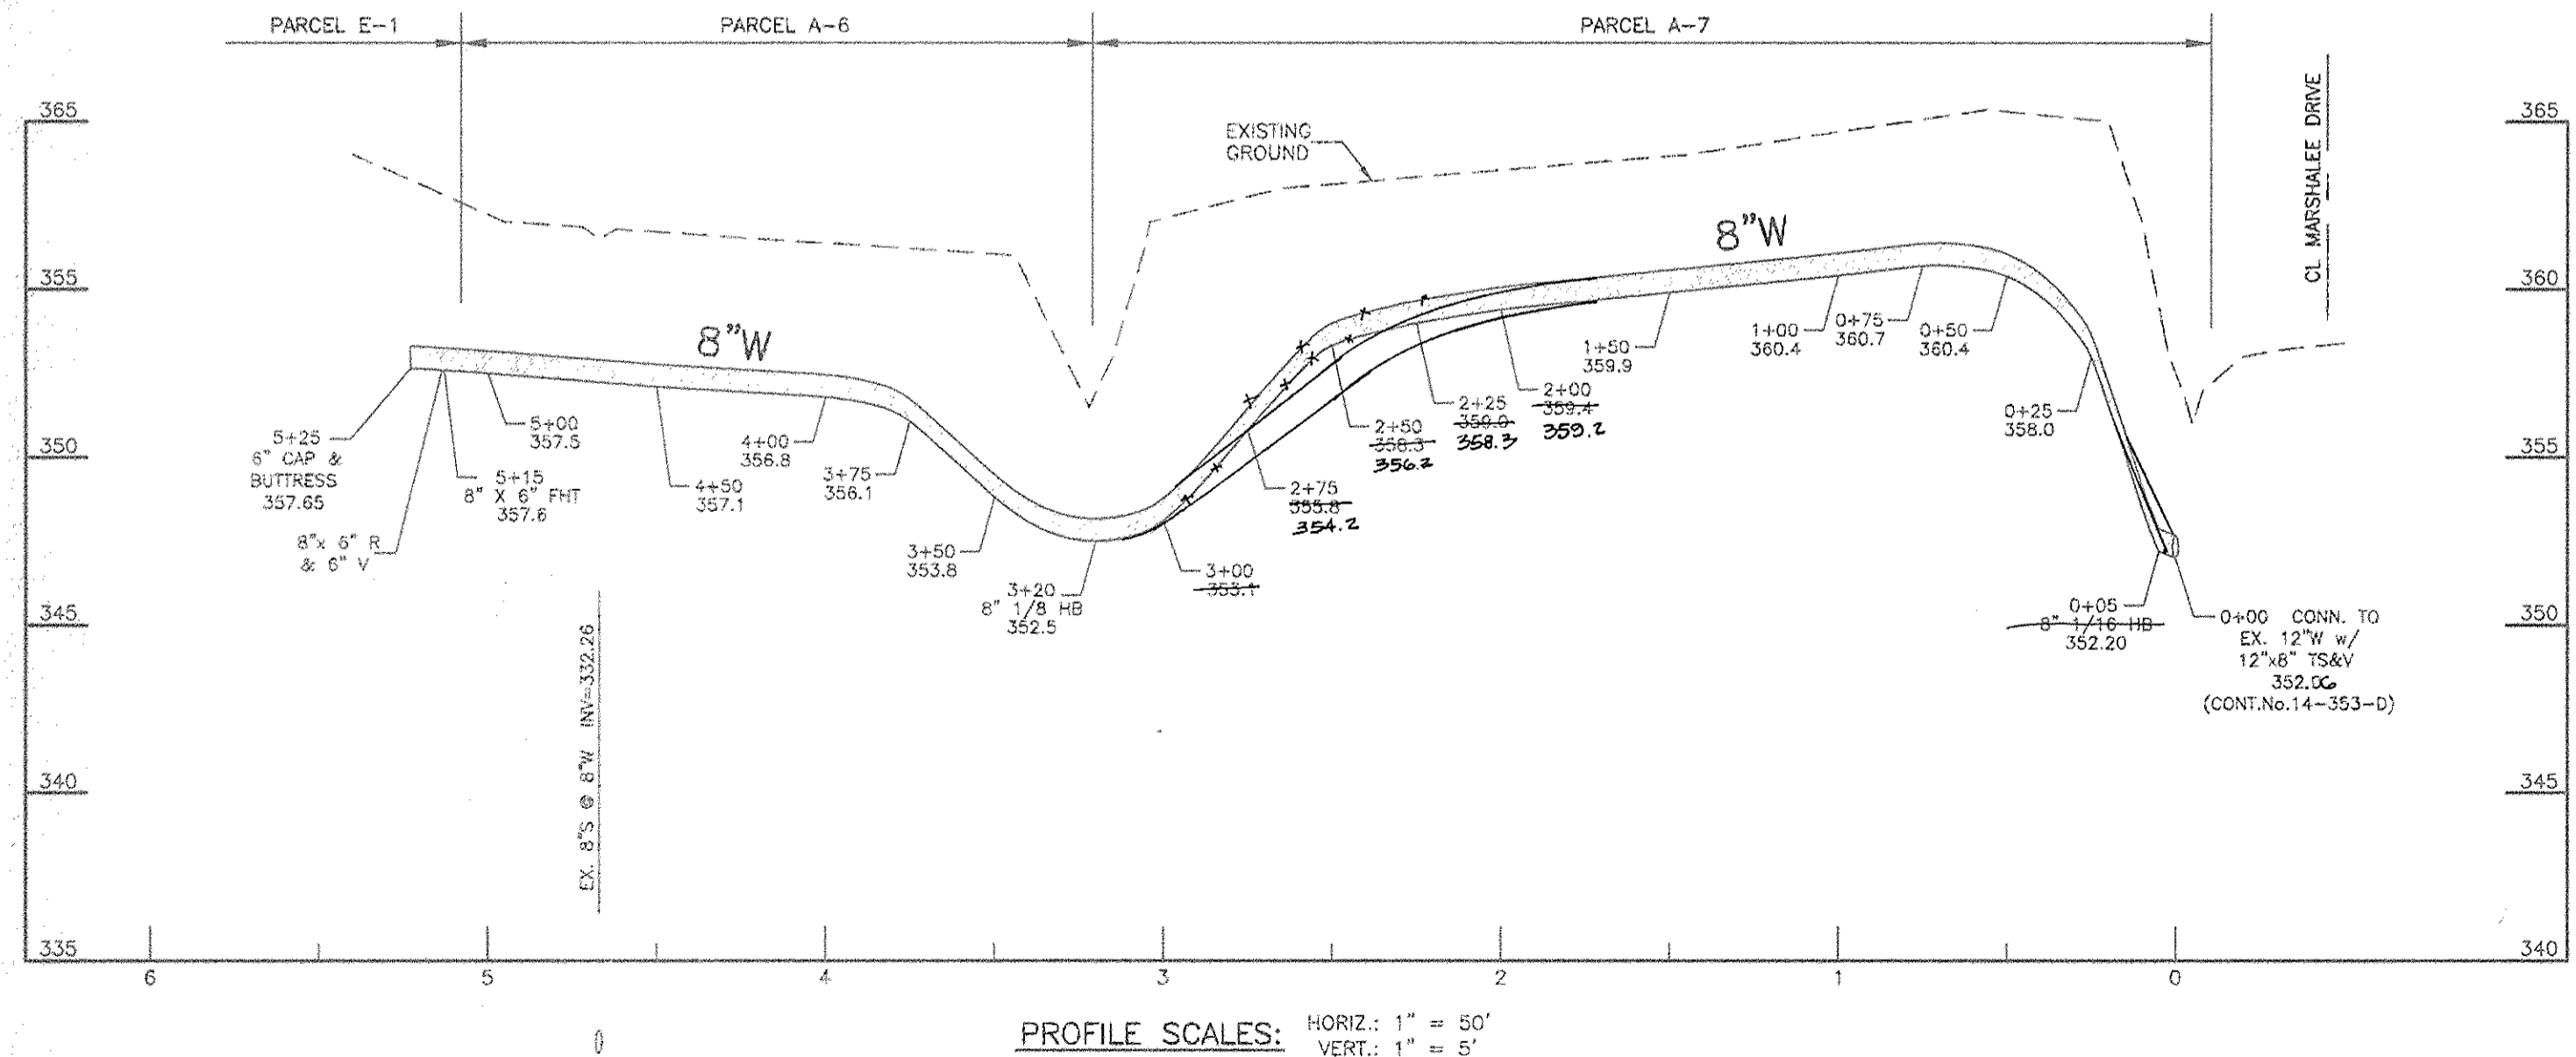 PARCEL E-1
PARCEL A-6
PARCEL A-7
CL MARSHALEE DRIVE
365
355
350
345
340
335
365
360
355
350
345
340
EXISTING
GROUND
8"W
8"W
5+25
6" CAP &
BUTTRESS
357.65
8"x 6" R
& 6" V
5+15
8" X 6" FHT
357.6
5+00
357.5
4+50
357.1
4+00
356.8
3+75
356.1
3+50
353.8
3+20
8" 1/8 HB
352.5
3+00
353.1
2+75
355.8
354.2
2+50
358.3
356.2
2+25
359.0
358.3
2+00
359.4
359.2
1+50
359.9
1+00
360.4
0+75
360.7
0+50
360.4
0+25
358.0
0+05
8" 1/16 HB
352.20
0+00 CONN. TO
EX. 12"W w/
12"x8" TS&V
352.06
(CONT.No.14-353-D)
EX. 8"S @ 8"W INV=332.26
6 5 4 3 2 1 0
PROFILE SCALES:
HORIZ.: 1" = 50'
VERT.: 1" = 5'